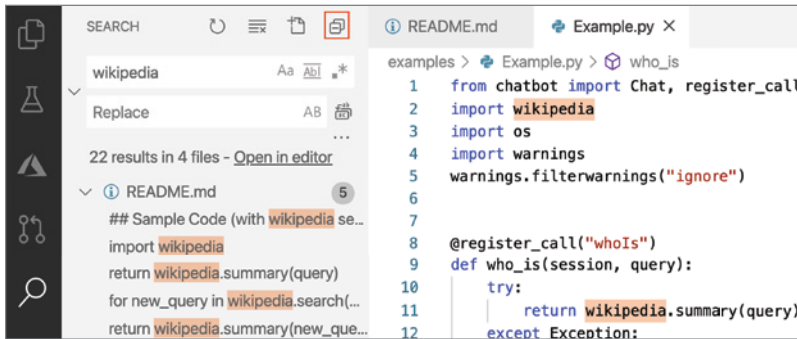 SEARCH
wikipedia
Aa Abl .*
Replace
AB
...
22 results in 4 files - Open in editor
README.md
5
## Sample Code (with wikipedia se...
import wikipedia
return wikipedia.summary(query)
for new_query in wikipedia.search(...
return wikipedia.summary(new_que...
README.md
Example.py ×
examples > Example.py > who_is
1 from chatbot import Chat, register_call
2 import wikipedia
3 import os
4 import warnings
5 warnings.filterwarnings("ignore")
6
7
8 @register_call("whoIs")
9 def who_is(session, query):
10 try:
11 return wikipedia.summary(query)
12 except Exception: